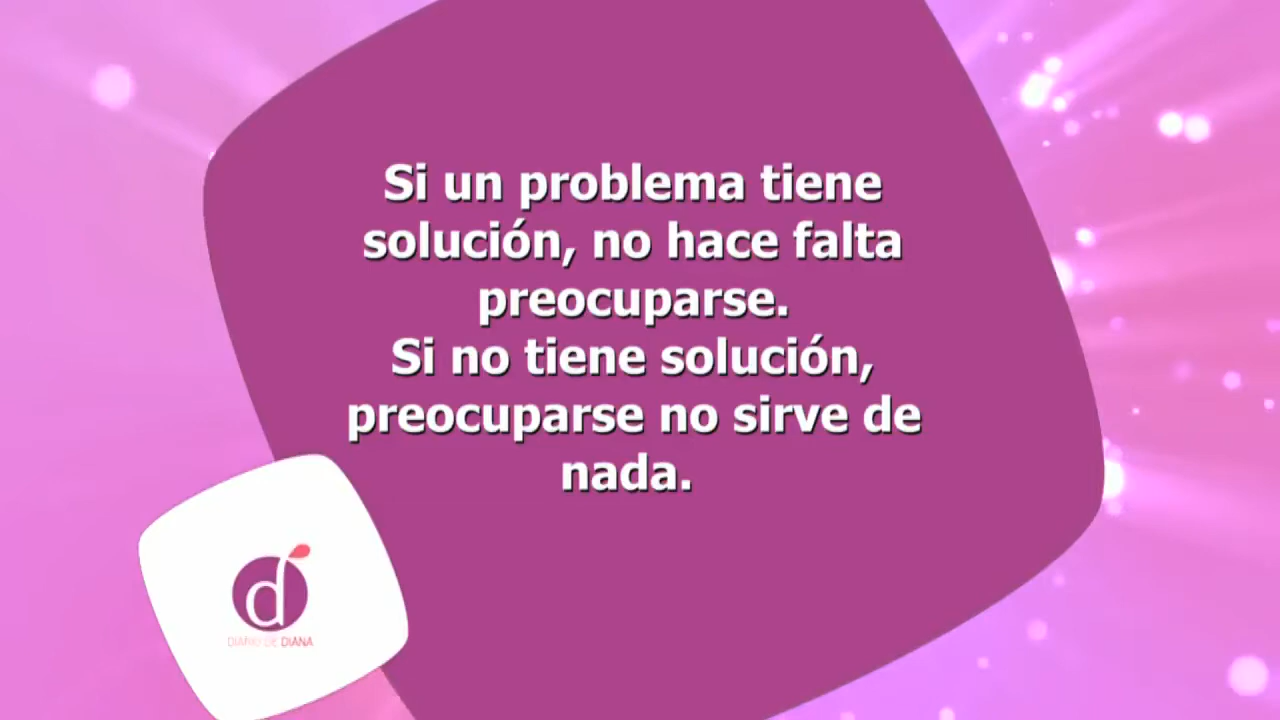 Si un problema tiene
solución, no hace falta
preocuparse.
Si no tiene solución,
preocuparse no sirve de
nada.
d
DIARIO DE DIANA